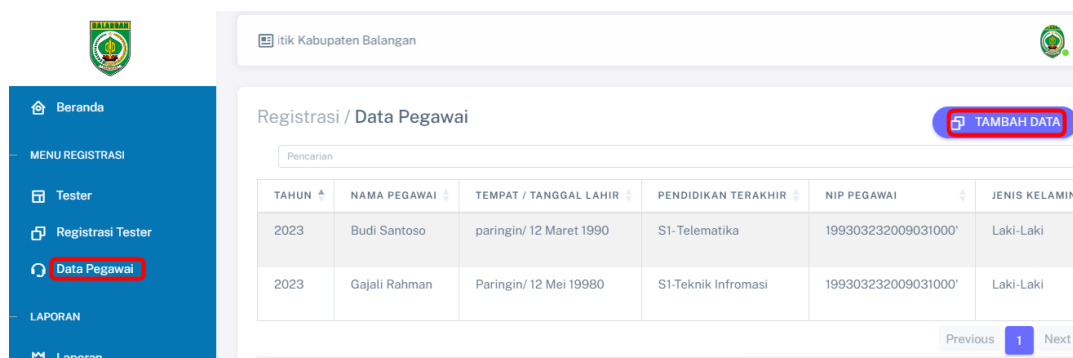 BALANGAN
itik Kabupaten Balangan
Beranda
MENU REGISTRASI
Tester
Registrasi Tester
Data Pegawai
LAPORAN
Laporan
Registrasi / Data Pegawai
TAMBAH DATA
Pencarian
TAHUN NAMA PEGAWAI TEMPAT / TANGGAL LAHIR PENDIDIKAN TERAKHIR NIP PEGAWAI JENIS KELAMIN
2023 Budi Santoso paringin/ 12 Maret 1990 S1- Telematika 199303232009031000' Laki-Laki
2023 Gajali Rahman Paringin/ 12 Mei 19980 S1-Teknik Infromasi 199303232009031000' Laki-Laki
Previous 1 Next